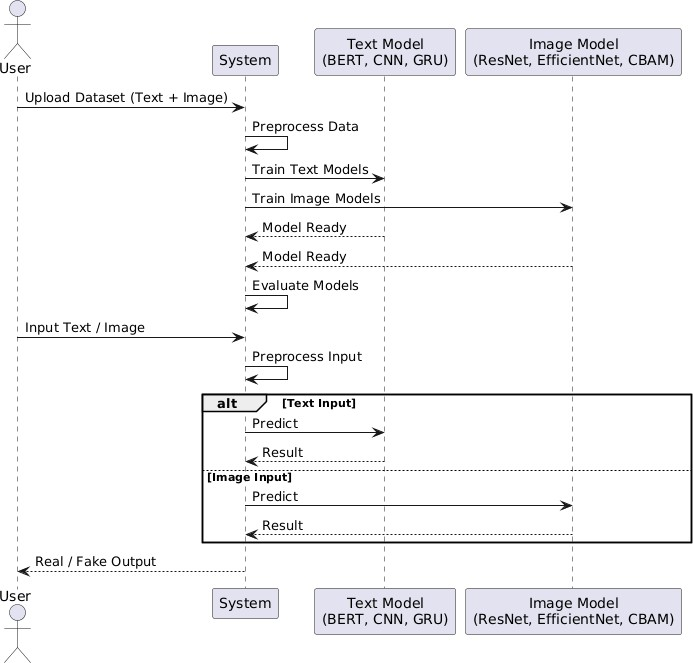 User
System
Text Model
(BERT, CNN, GRU)
Image Model
(ResNet, EfficientNet, CBAM)
Upload Dataset (Text + Image)
Preprocess Data
Train Text Models
Train Image Models
Model Ready
Model Ready
Evaluate Models
Input Text / Image
Preprocess Input
alt [Text Input]
Predict
Result
[Image Input]
Predict
Result
Real / Fake Output
User
System
Text Model
(BERT, CNN, GRU)
Image Model
(ResNet, EfficientNet, CBAM)